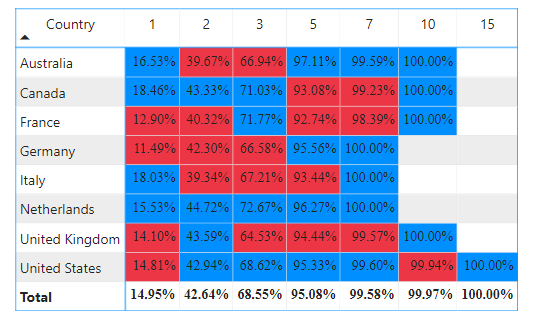 Country 1 2 3 5 7 10 15
Australia 16.53% 39.67% 66.94% 97.11% 99.59% 100.00%
Canada 18.46% 43.33% 71.03% 93.08% 99.23% 100.00%
France 12.90% 40.32% 71.77% 92.74% 98.39% 100.00%
Germany 11.49% 42.30% 66.58% 95.56% 100.00%
Italy 18.03% 39.34% 67.21% 93.44% 100.00%
Netherlands 15.53% 44.72% 72.67% 96.27% 100.00%
United Kingdom 14.10% 43.59% 64.53% 94.44% 99.57% 100.00%
United States 14.81% 42.94% 68.62% 95.33% 99.60% 99.94% 100.00%
Total 14.95% 42.64% 68.55% 95.08% 99.58% 99.97% 100.00%